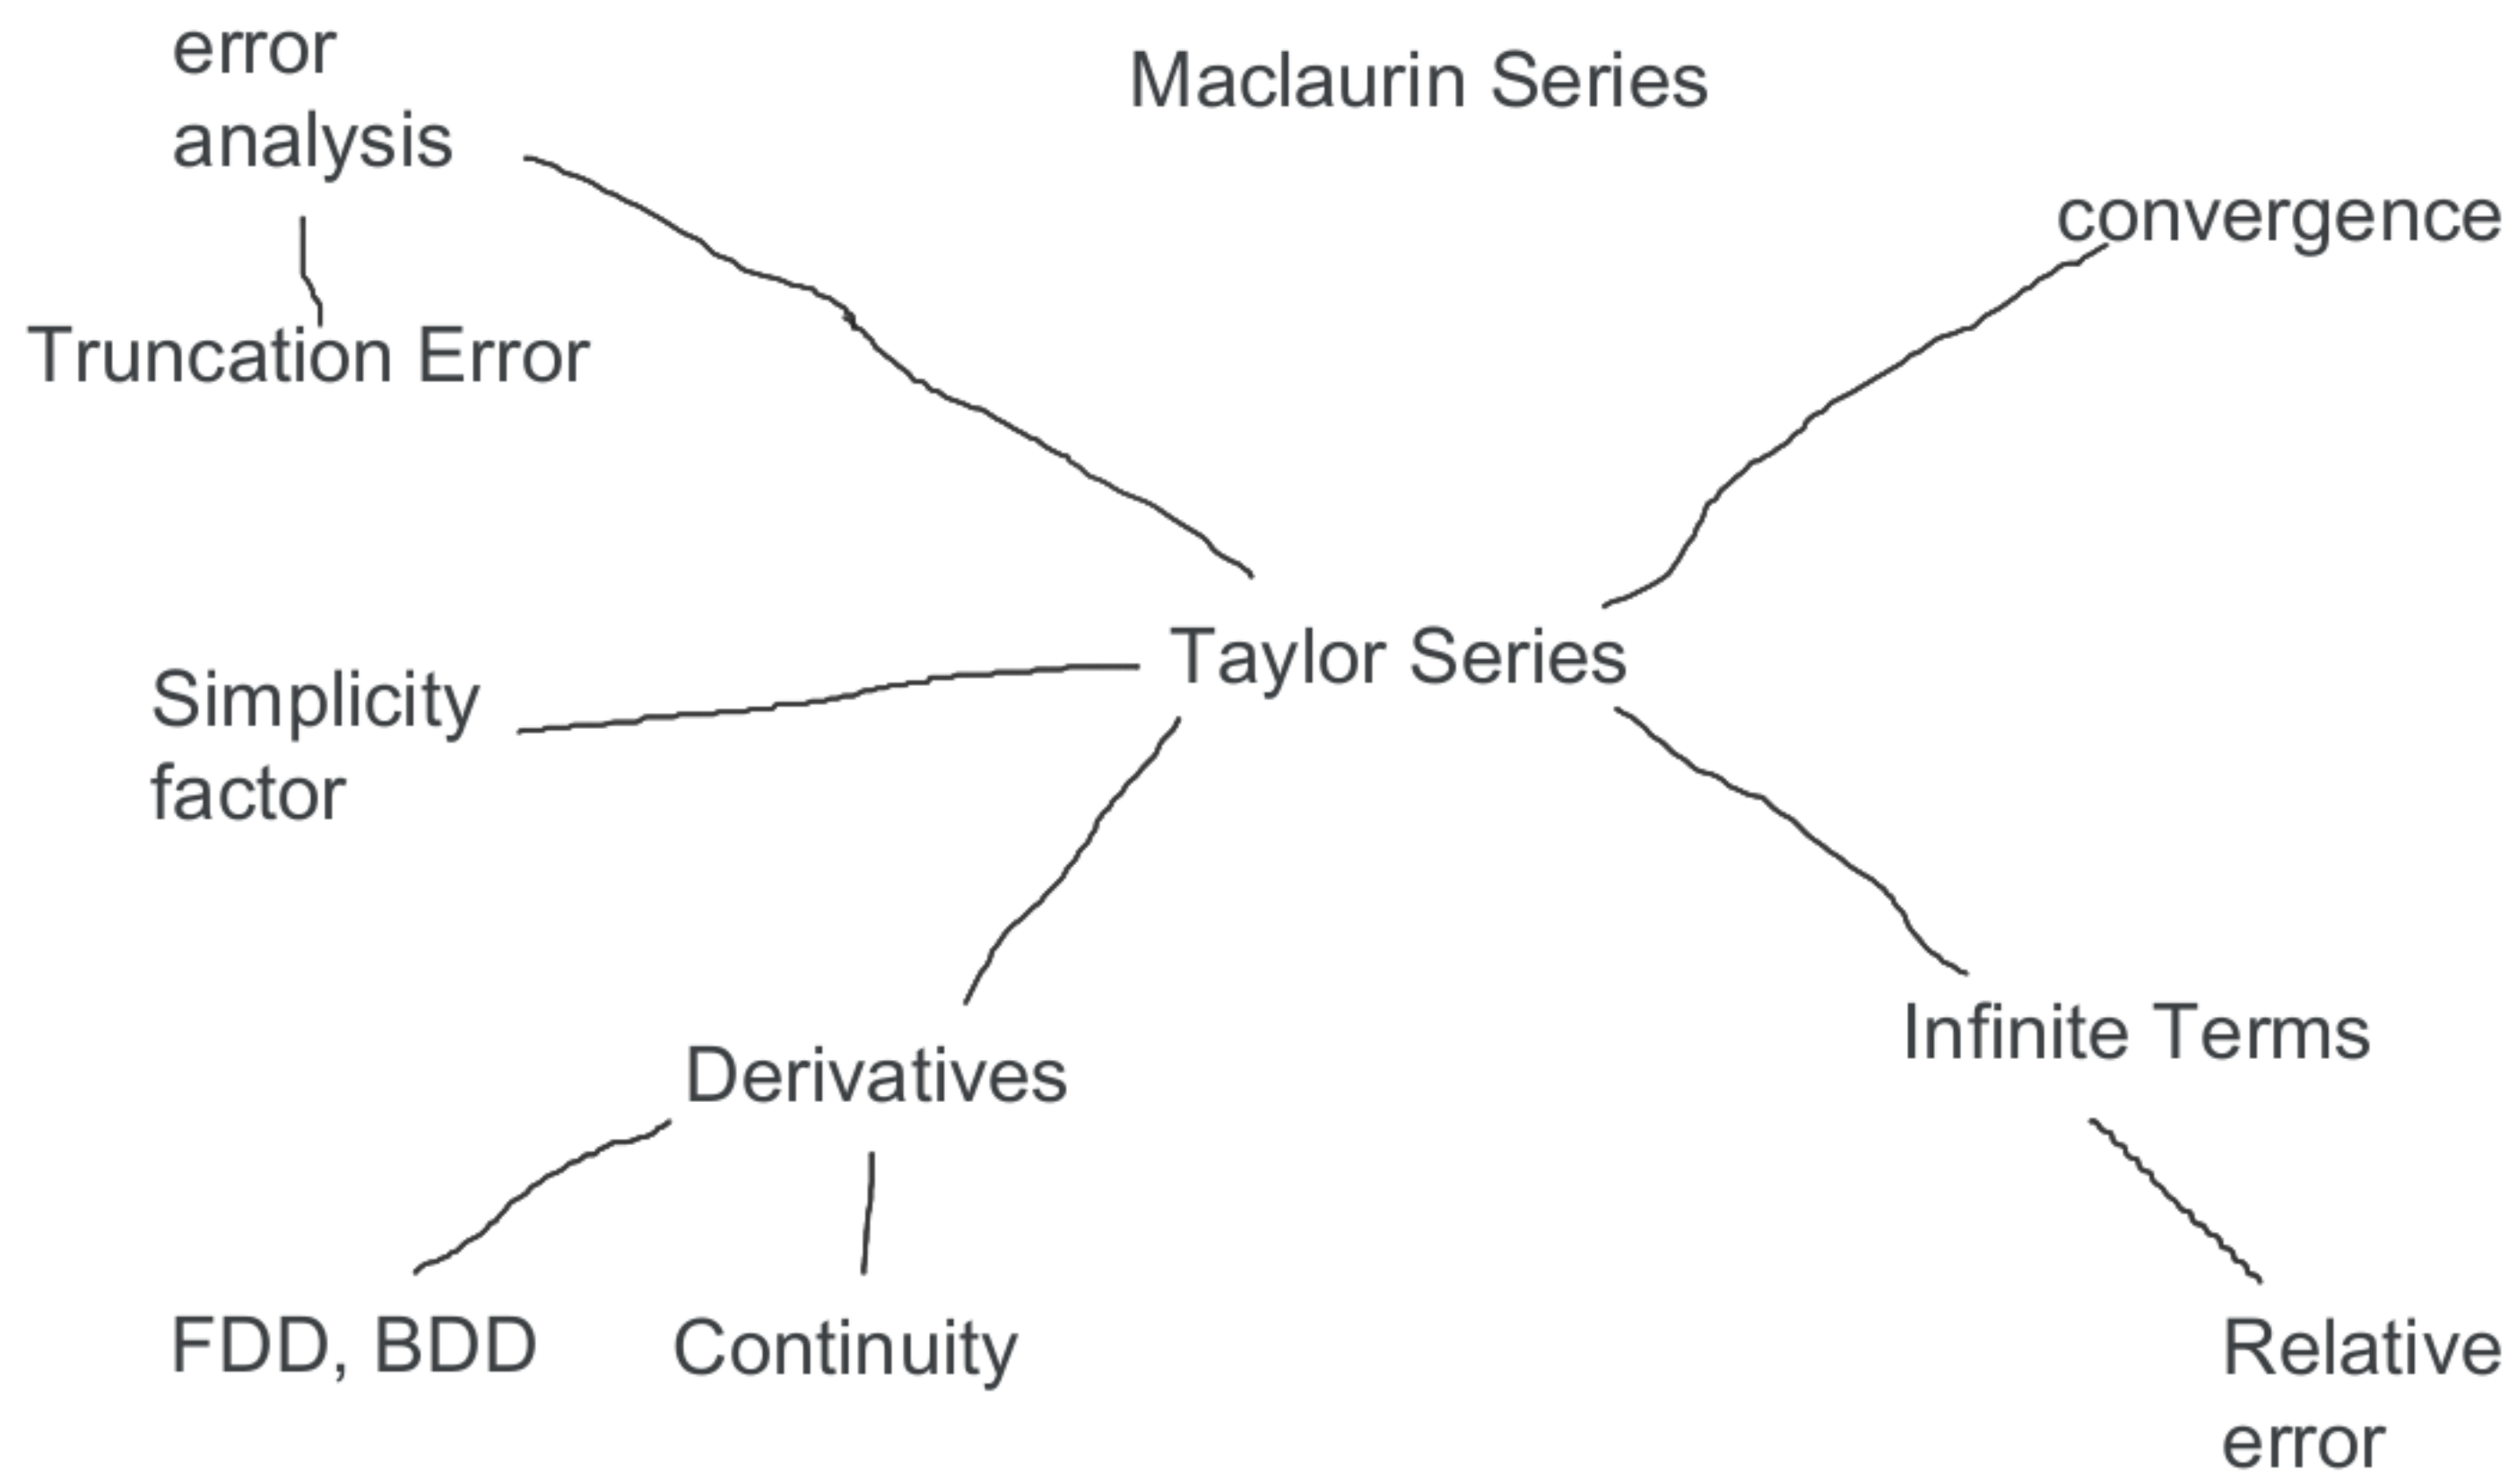 error
analysis
Maclaurin Series
convergence
Truncation Error
Taylor Series
Simplicity
factor
Infinite Terms
Derivatives
FDD, BDD
Continuity
Relative
error